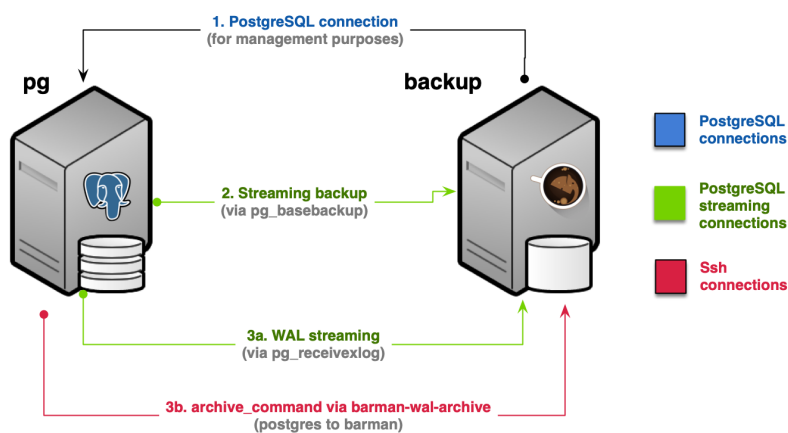 1. PostgreSQL connection
(for management purposes)
pg
backup
PostgreSQL
connections
2. Streaming backup
(via pg_basebackup)
PostgreSQL
streaming
connections
Ssh
connections
3a. WAL streaming
(via pg_receivexlog)
3b. archive_command via barman-wal-archive
(postgres to barman)